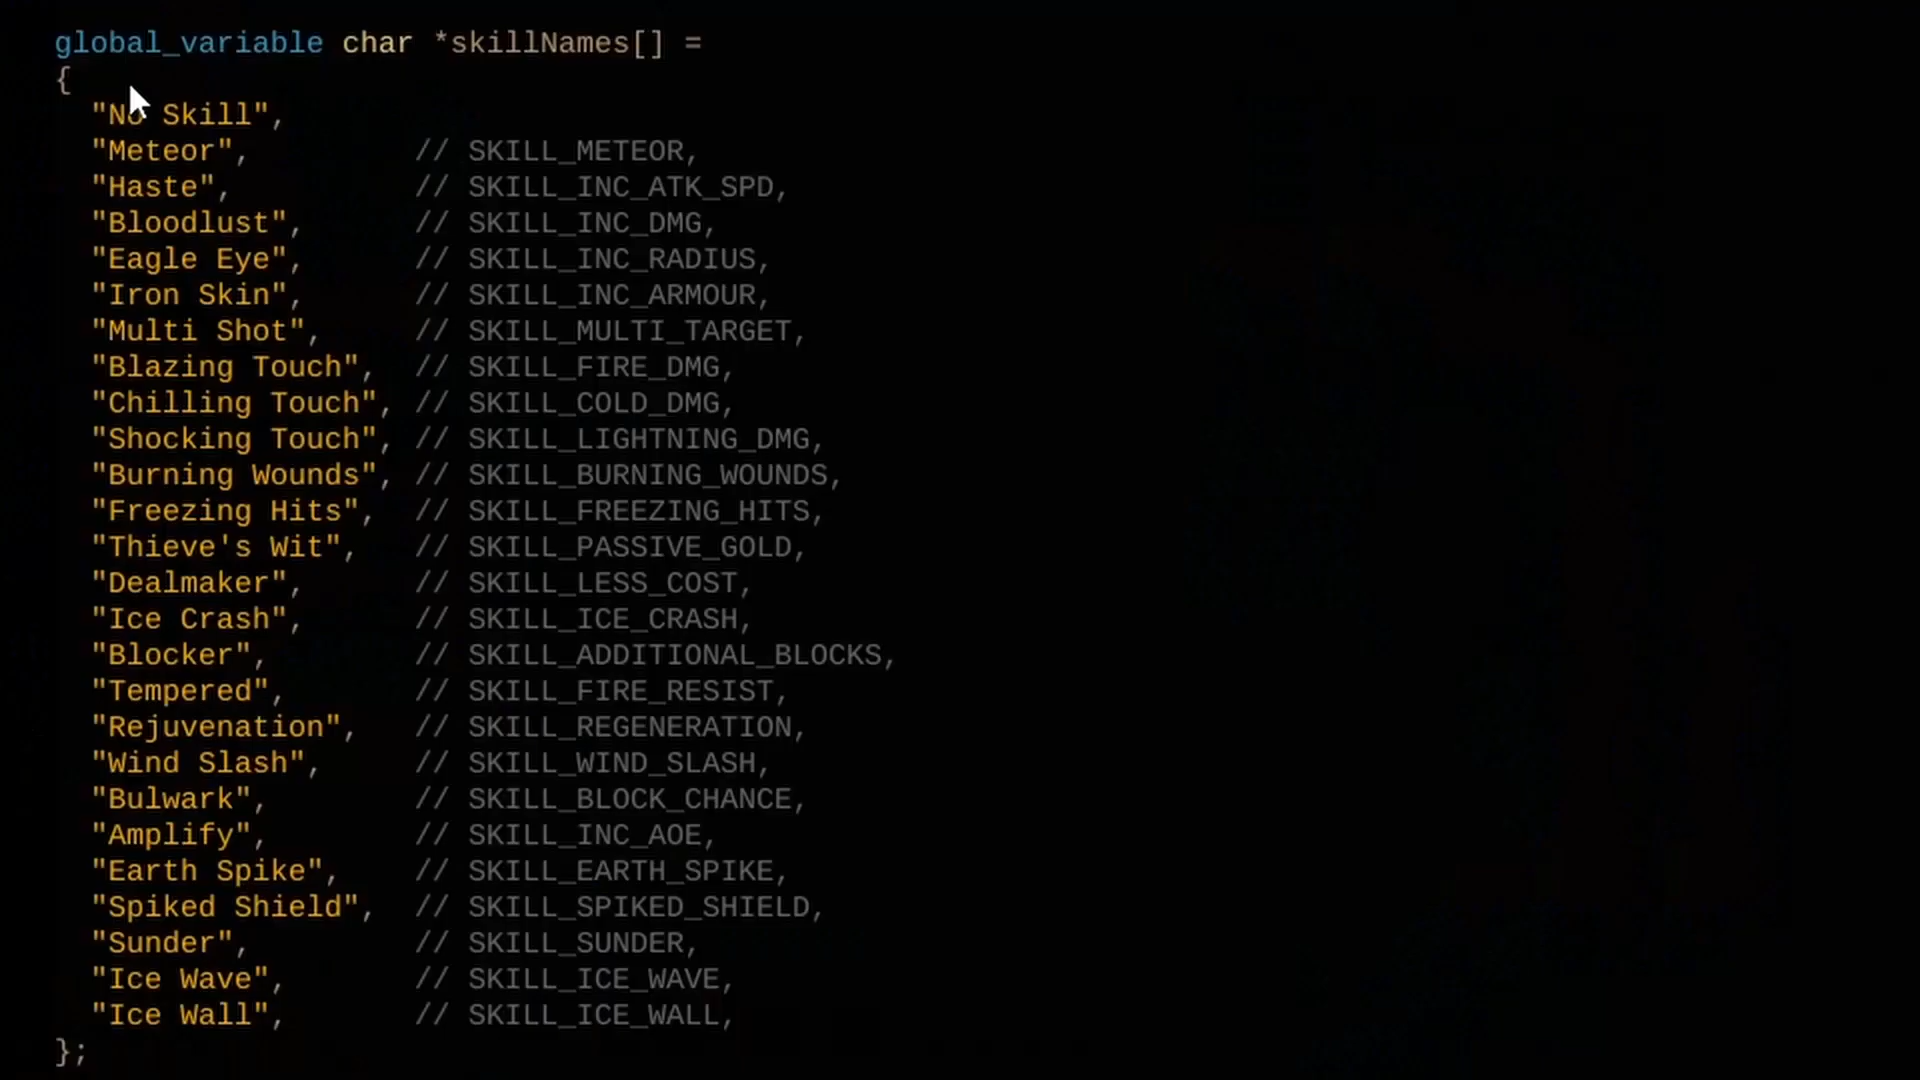 global_variable char *skillNames[] =
{
"No Skill",
"Meteor", // SKILL_METEOR,
"Haste", // SKILL_INC_ATK_SPD,
"Bloodlust", // SKILL_INC_DMG,
"Eagle Eye", // SKILL_INC_RADIUS,
"Iron Skin", // SKILL_INC_ARMOUR,
"Multi Shot", // SKILL_MULTI_TARGET,
"Blazing Touch", // SKILL_FIRE_DMG,
"Chilling Touch", // SKILL_COLD_DMG,
"Shocking Touch", // SKILL_LIGHTNING_DMG,
"Burning Wounds", // SKILL_BURNING_WOUNDS,
"Freezing Hits", // SKILL_FREEZING_HITS,
"Thieve's Wit", // SKILL_PASSIVE_GOLD,
"Dealmaker", // SKILL_LESS_COST,
"Ice Crash", // SKILL_ICE_CRASH,
"Blocker", // SKILL_ADDITIONAL_BLOCKS,
"Tempered", // SKILL_FIRE_RESIST,
"Rejuvenation", // SKILL_REGENERATION,
"Wind Slash", // SKILL_WIND_SLASH,
"Bulwark", // SKILL_BLOCK_CHANCE,
"Amplify", // SKILL_INC_AOE,
"Earth Spike", // SKILL_EARTH_SPIKE,
"Spiked Shield", // SKILL_SPIKED_SHIELD,
"Sunder", // SKILL_SUNDER,
"Ice Wave", // SKILL_ICE_WAVE,
"Ice Wall", // SKILL_ICE_WALL,
};